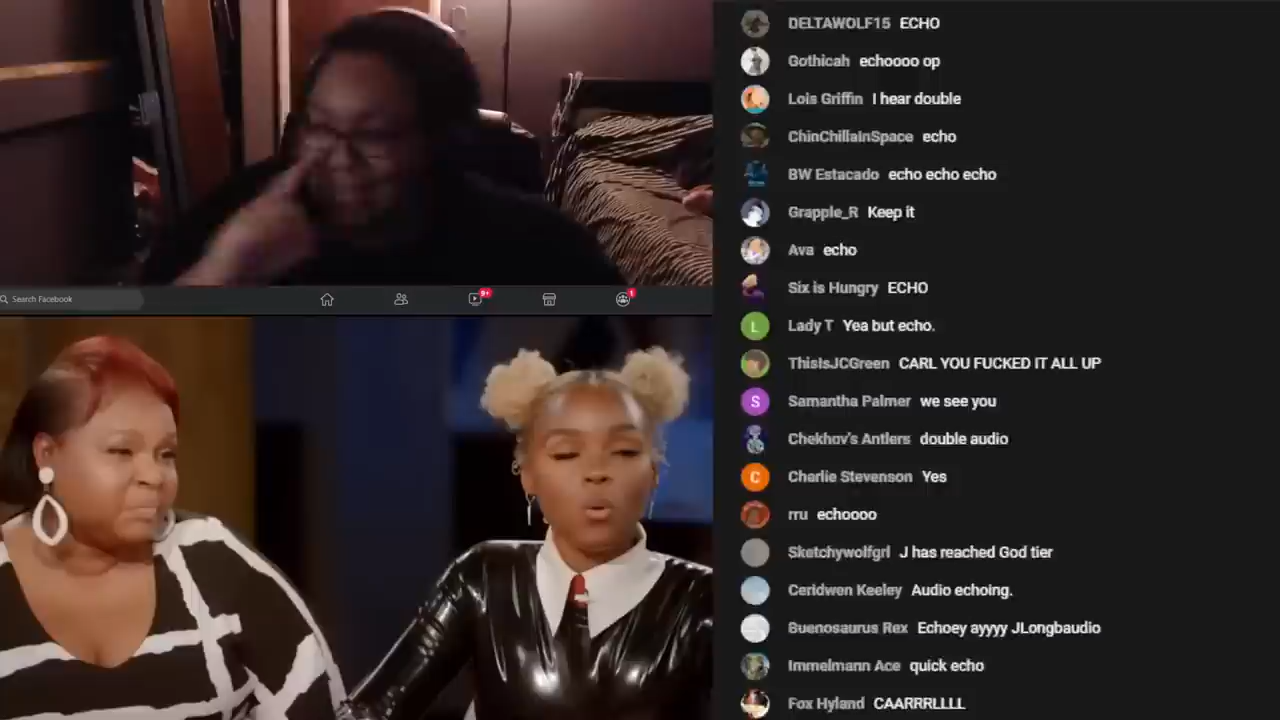 DELTAWOLF15 ECHO
Gothicah echoooo op
Lois Griffin I hear double
ChinChillaInSpace echo
BW Estacado echo echo echo
Grapple_R Keep it
Ava echo
Six is Hungry ECHO
Search Facebook
9+
1
L Lady T Yea but echo.
ThisIsJCGreen CARL YOU FUCKED IT ALL UP
S Samantha Palmer we see you
Chekhov's Antlers double audio
C Charlie Stevenson Yes
rru echoooo
Sketchywolfgrl J has reached God tier
Ceridwen Keeley Audio echoing.
Buenosaurus Rex Echoey ayyyy JLongbaudio
Immelmann Ace quick echo
Fox Hyland CAARRRLLLL